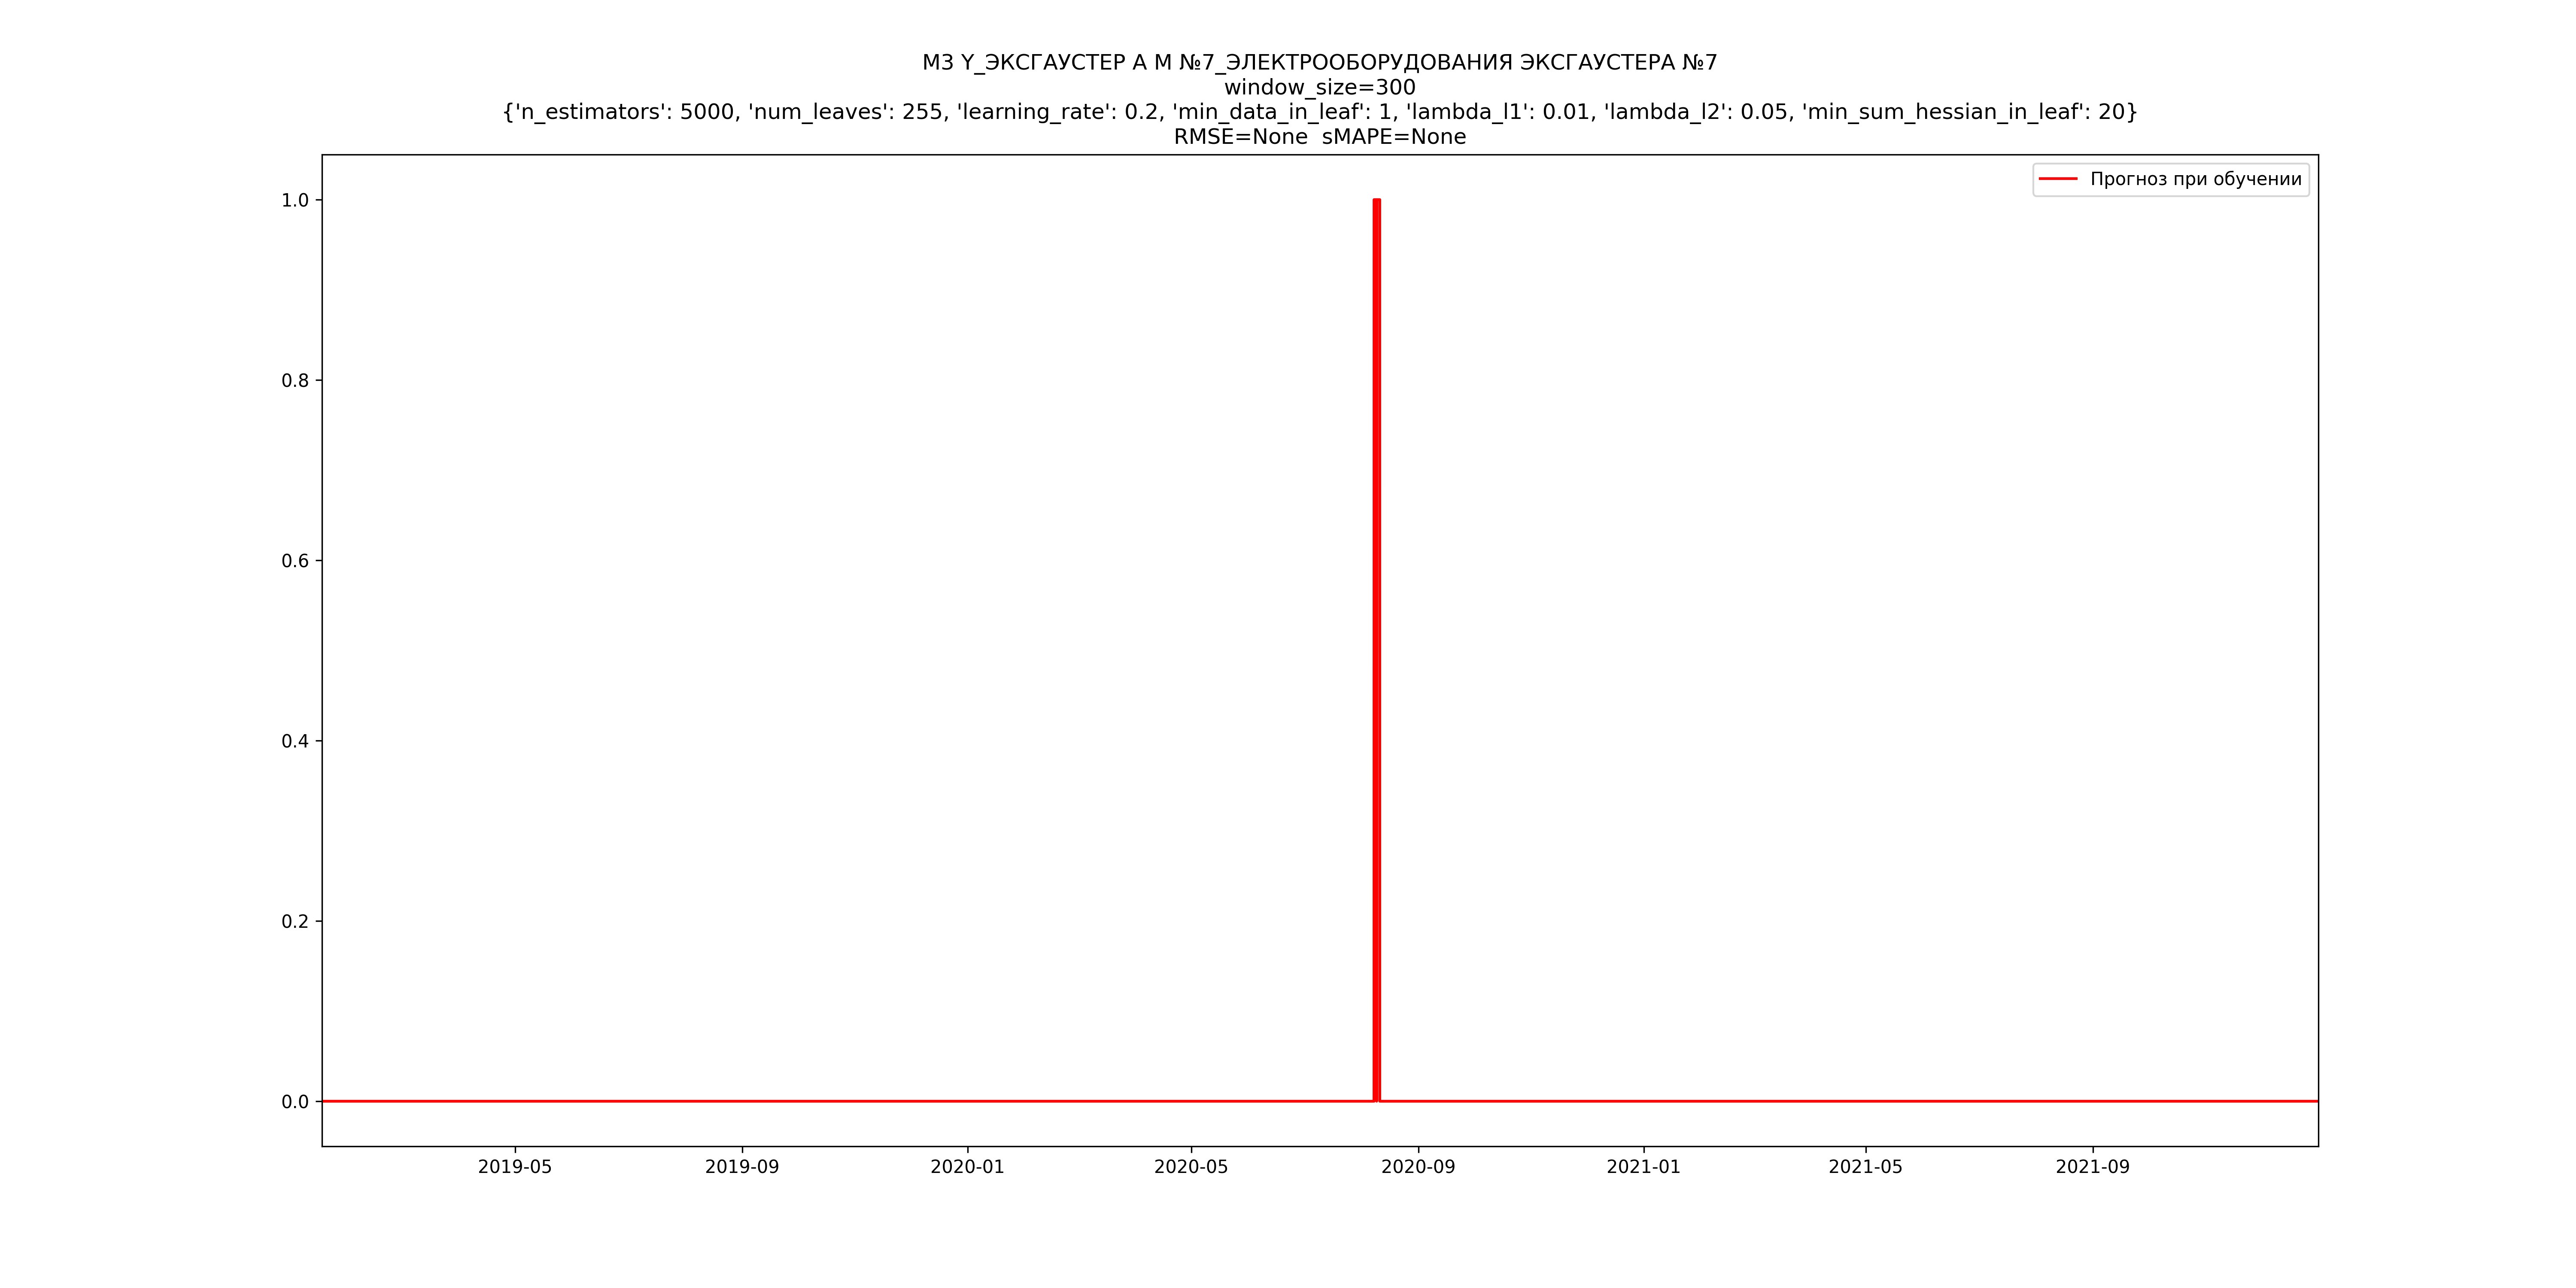 М3 Y_ЭКСГАУСТЕР А М №7_ЭЛЕКТРООБОРУДОВАНИЯ ЭКСГАУСТЕРА №7
window_size=300
{'n_estimators': 5000, 'num_leaves': 255, 'learning_rate': 0.2, 'min_data_in_leaf': 1, 'lambda_l1': 0.01, 'lambda_l2': 0.05, 'min_sum_hessian_in_leaf': 20}
RMSE=None  sMAPE=None
Прогноз при обучении
1.0
0.8
0.6
0.4
0.2
0.0
2019-05
2019-09
2020-01
2020-05
2020-09
2021-01
2021-05
2021-09